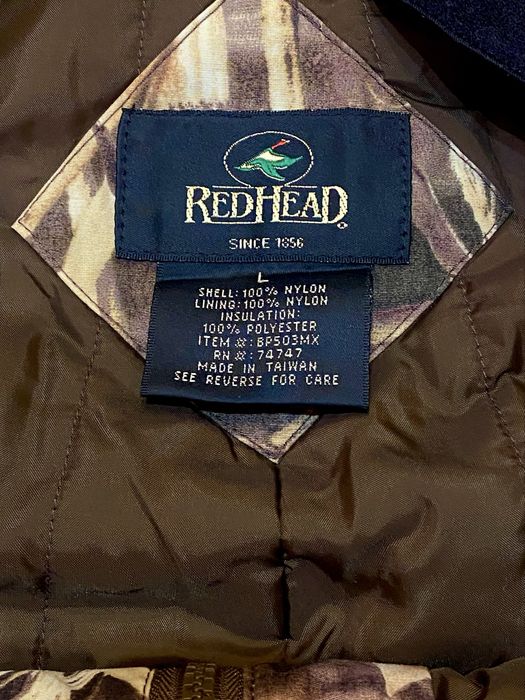 REDHEAD®
SINCE 1856
L
SHELL: 100% NYLON
LINING: 100% NYLON
INSULATION:
100% POLYESTER
ITEM #: BP503MX
RN #: 74747
MADE IN TAIWAN
SEE REVERSE FOR CARE